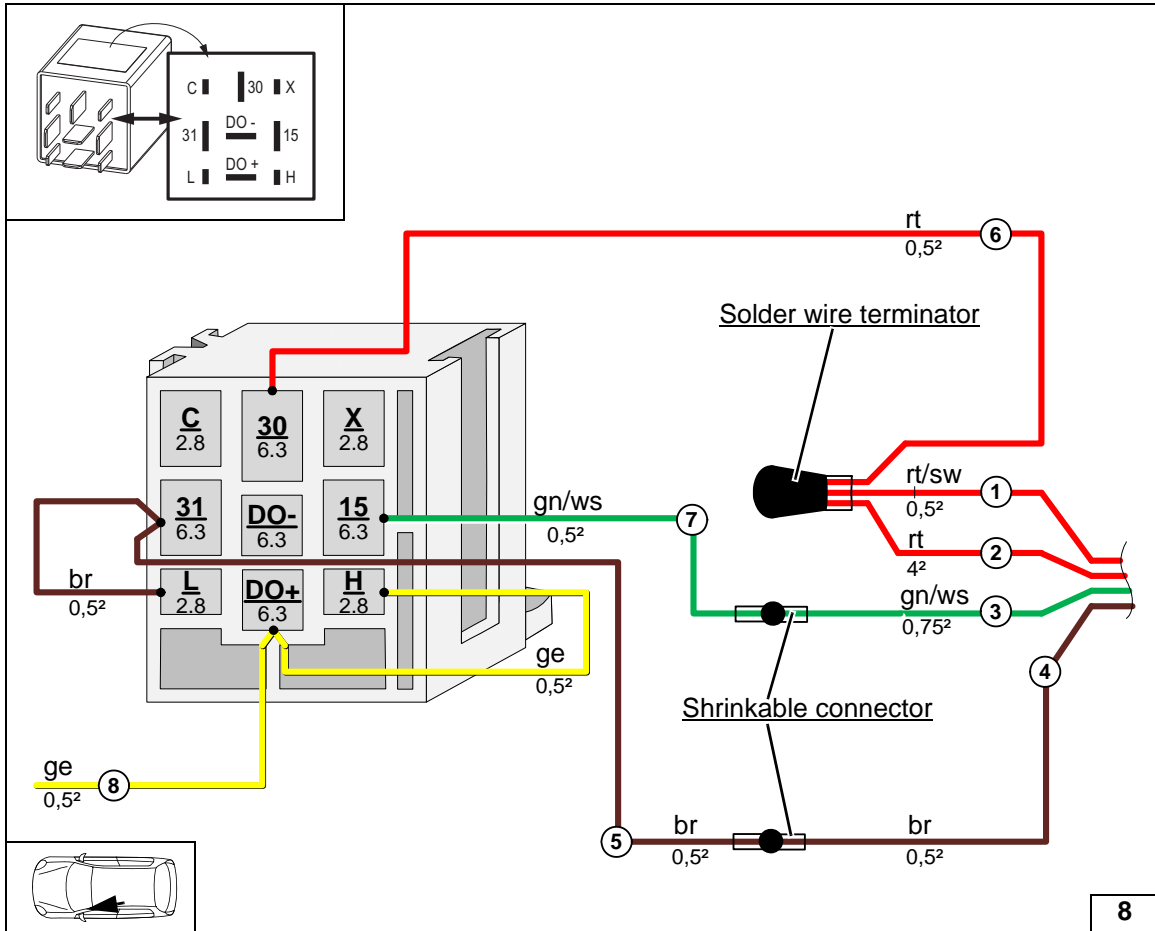 C 30 X
31 DO - 15
L DO + H
rt
0,5²
6
Solder wire terminator
C
2.8
30
6.3
X
2.8
31
6.3
DO-
6.3
15
6.3
L
2.8
DO+
6.3
H
2.8
gn/ws
0,5²
7
rt/sw
0,5²
1
rt
4²
2
gn/ws
0,75²
3
4
br
0,5²
ge
0,5²
Shrinkable connector
ge
0,5²
8
5
br
0,5²
br
0,5²
8